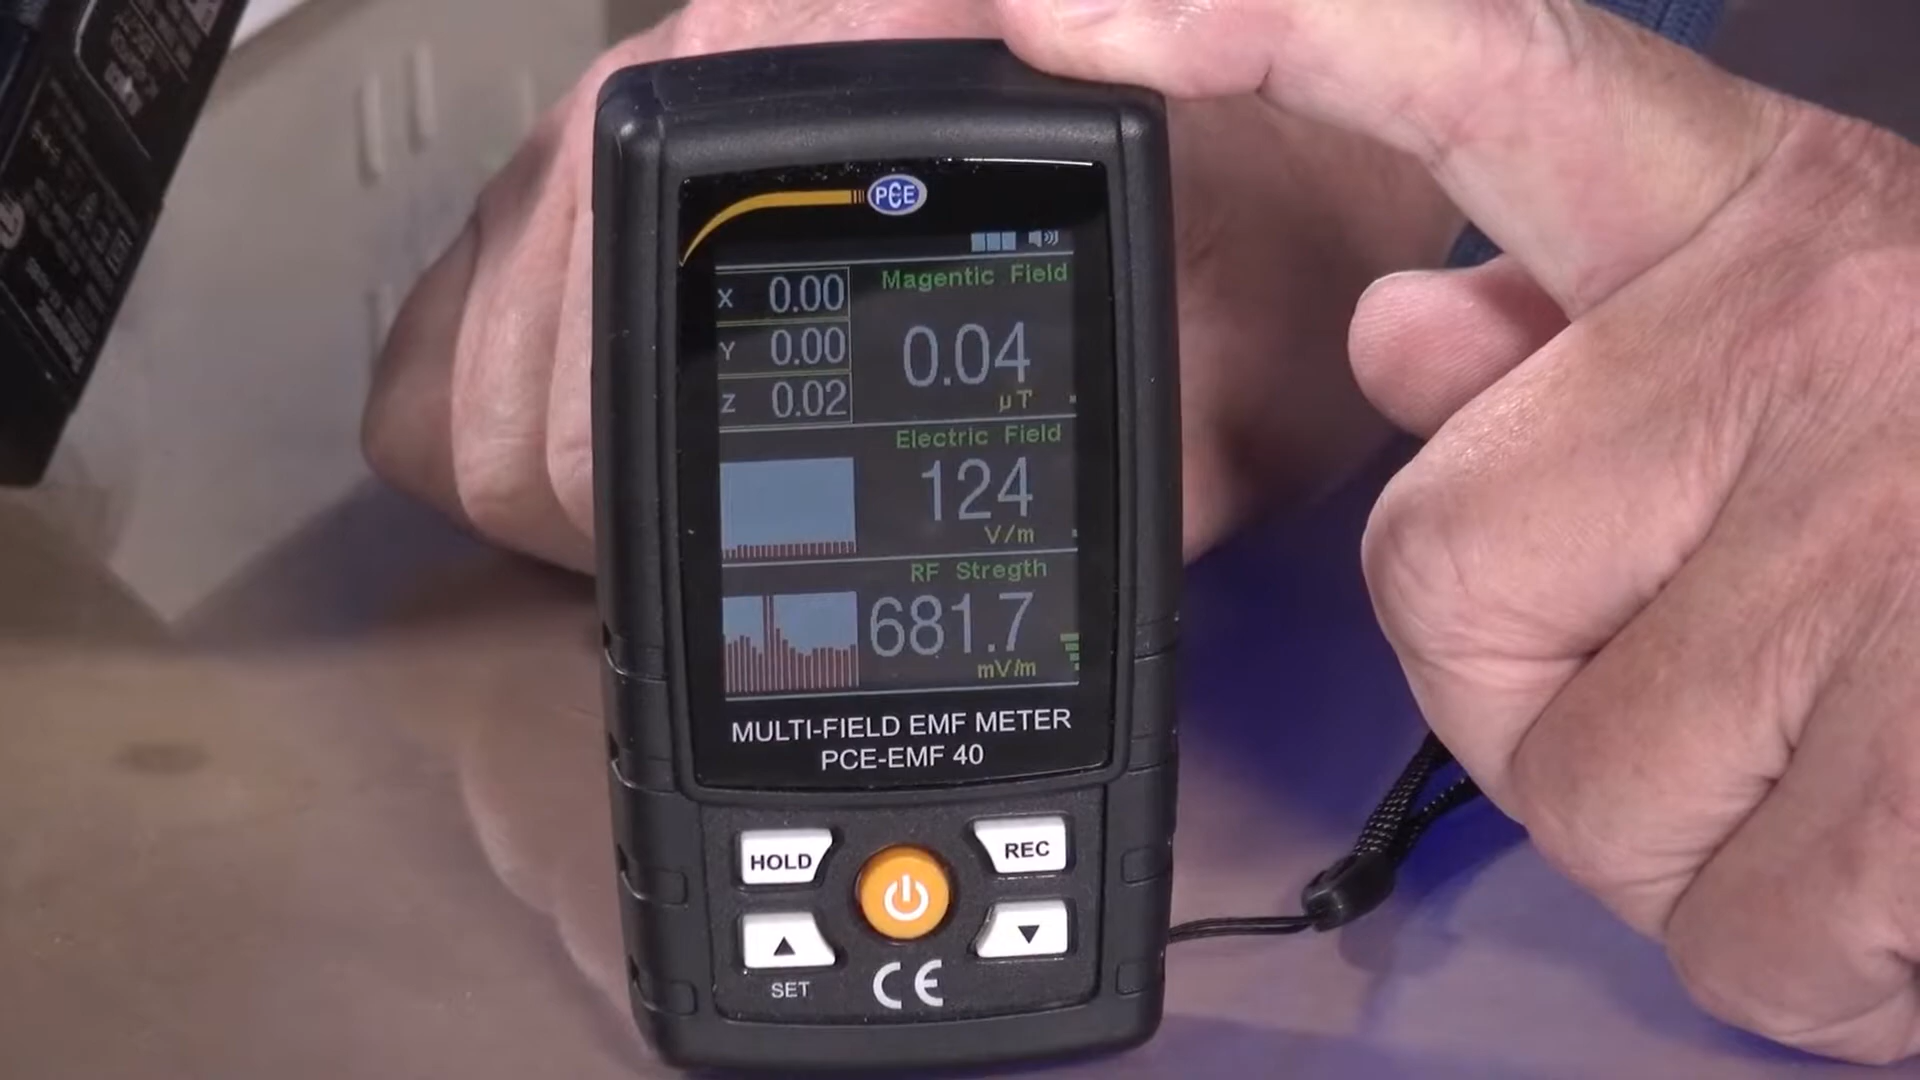 PCE
Magentic Field
X 0.00
Y 0.00
Z 0.02
0.04
µT
Electric Field
124
V/m
RF Stregth
681.7
mV/m
MULTI-FIELD EMF METER
PCE-EMF 40
HOLD
REC
SET
CE